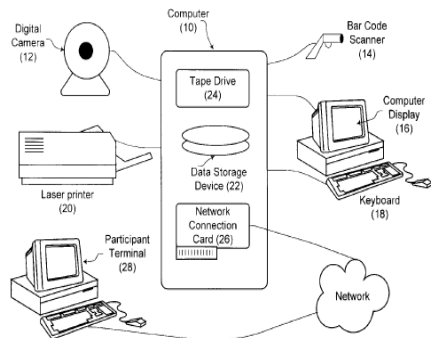 Digital
Camera
(12)
Computer
(10)
Bar Code
Scanner
(14)
Tape Drive
(24)
Computer
Display
(16)
Data Storage
Device (22)
Laser printer
(20)
Keyboard
(18)
Network
Connection
Card (26)
Participant
Terminal
(28)
Network